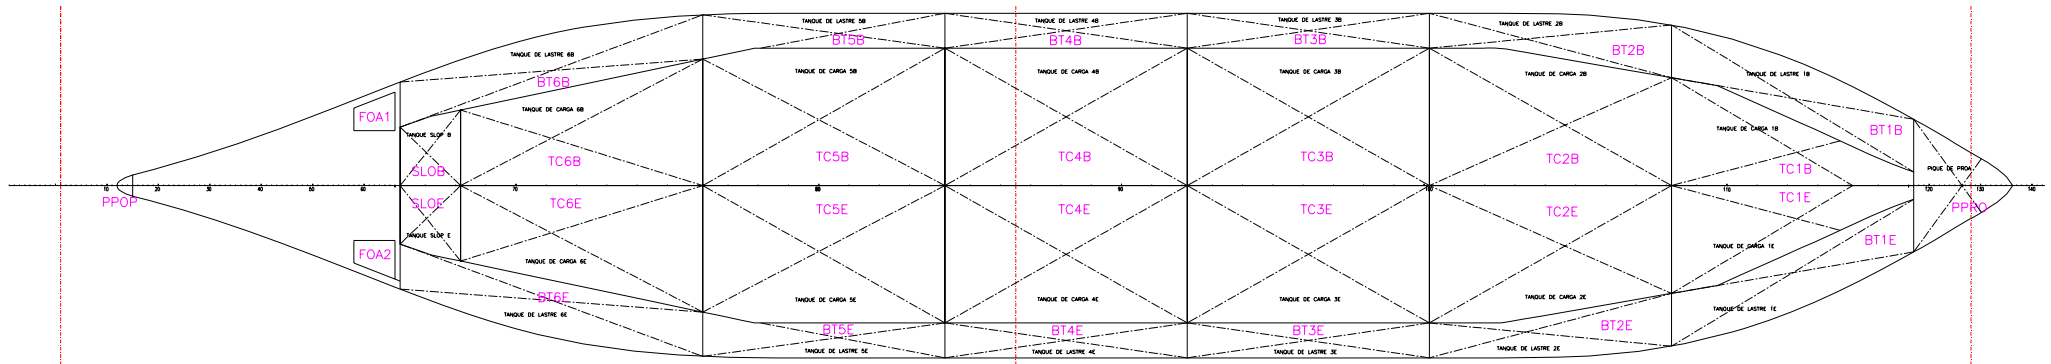 TANQUE DE LASTRE 5B
TANQUE DE LASTRE 4B
TANQUE DE LASTRE 3B
TANQUE DE LASTRE 2B
BT5B
BT4B
BT3B
BT2B
TANQUE DE LASTRE 6B
BT6B
TANQUE DE CARGA 5B
TANQUE DE CARGA 4B
TANQUE DE CARGA 3B
TANQUE DE CARGA 2B
TANQUE DE LASTRE 1B
FOA1
TANQUE DE CARGA 6B
TANQUE SLOP B
TANQUE DE CARGA 1B
BT1B
SLOB
TC6B
TC5B
TC4B
TC3B
TC2B
TC1B
PIQUE DE PROA
10 20 30 40 50 60 70 80 90 100 110 120 130 140
PPOP
SLOE
TC6E
TC5E
TC4E
TC3E
TC2E
TC1E
PPRO
FOA2
TANQUE SLOP E
TANQUE DE CARGA 6E
TANQUE DE CARGA 1E
BT1E
BT6E
TANQUE DE CARGA 5E
TANQUE DE CARGA 4E
TANQUE DE CARGA 3E
TANQUE DE CARGA 2E
TANQUE DE LASTRE 1E
TANQUE DE LASTRE 6E
BT5E
BT4E
BT3E
BT2E
TANQUE DE LASTRE 5E
TANQUE DE LASTRE 4E
TANQUE DE LASTRE 3E
TANQUE DE LASTRE 2E